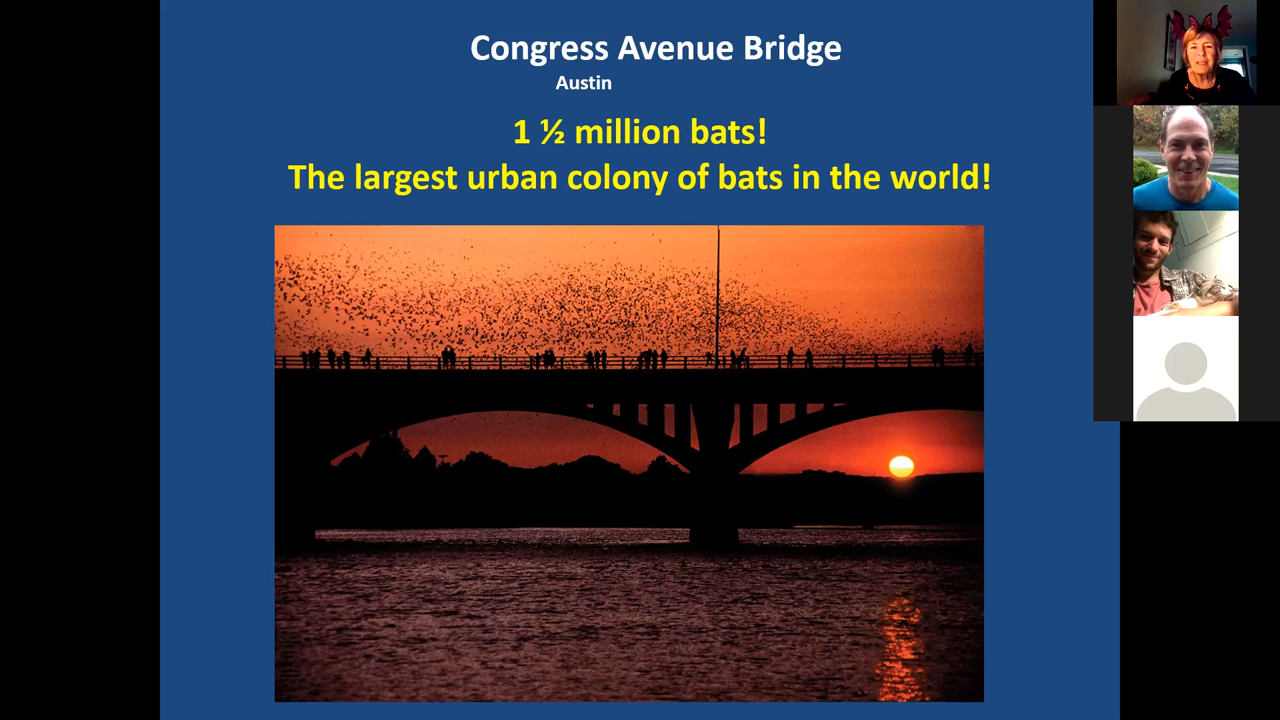 Congress Avenue Bridge
Austin
1 ½ million bats!
The largest urban colony of bats in the world!